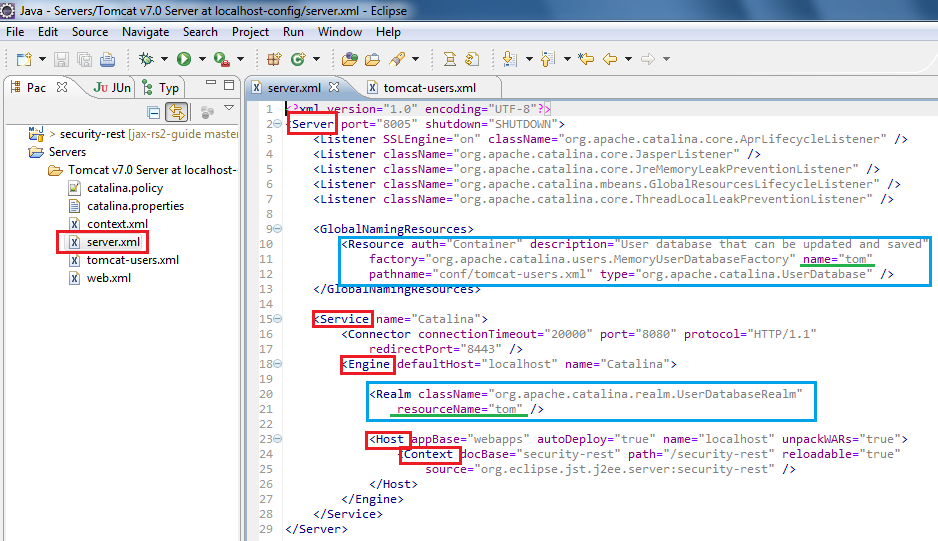 Java - Servers/Tomcat v7.0 Server at localhost-config/server.xml - Eclipse
File Edit Source Navigate Search Project Run Window Help
Pac JUn Typ
server.xml tomcat-users.xml
> security-rest [jax-rs2-guide master
Servers
Tomcat v7.0 Server at localhost-
catalina.policy
catalina.properties
context.xml
server.xml
tomcat-users.xml
web.xml
1 <?xml version="1.0" encoding="UTF-8"?>
2 <Server port="8005" shutdown="SHUTDOWN">
3 <Listener SSLEngine="on" className="org.apache.catalina.core.AprLifecycleListener" />
4 <Listener className="org.apache.catalina.core.JasperListener" />
5 <Listener className="org.apache.catalina.core.JreMemoryLeakPreventionListener" />
6 <Listener className="org.apache.catalina.mbeans.GlobalResourcesLifecycleListener" />
7 <Listener className="org.apache.catalina.core.ThreadLocalLeakPreventionListener" />
8
9 <GlobalNamingResources>
10 <Resource auth="Container" description="User database that can be updated and saved"
11 factory="org.apache.catalina.users.MemoryUserDatabaseFactory" name="tom"
12 pathname="conf/tomcat-users.xml" type="org.apache.catalina.UserDatabase" />
13 </GlobalNamingResources>
14
15 <Service name="Catalina">
16 <Connector connectionTimeout="20000" port="8080" protocol="HTTP/1.1"
17 redirectPort="8443" />
18 <Engine defaultHost="localhost" name="Catalina">
19
20 <Realm className="org.apache.catalina.realm.UserDatabaseRealm"
21 resourceName="tom" />
22
23 <Host appBase="webapps" autoDeploy="true" name="localhost" unpackWARs="true">
24 <Context docBase="security-rest" path="/security-rest" reloadable="true"
25 source="org.eclipse.jst.j2ee.server:security-rest" />
26 </Host>
27 </Engine>
28 </Service>
29 </Server>